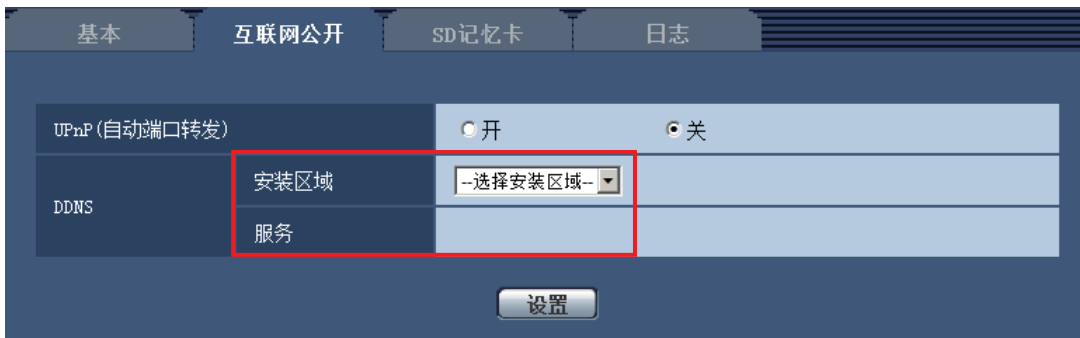 基本 互联网公开 SD记忆卡 日志
UPnP(自动端口转发) 开 关
DDNS
安装区域 --选择安装区域--
服务
设置